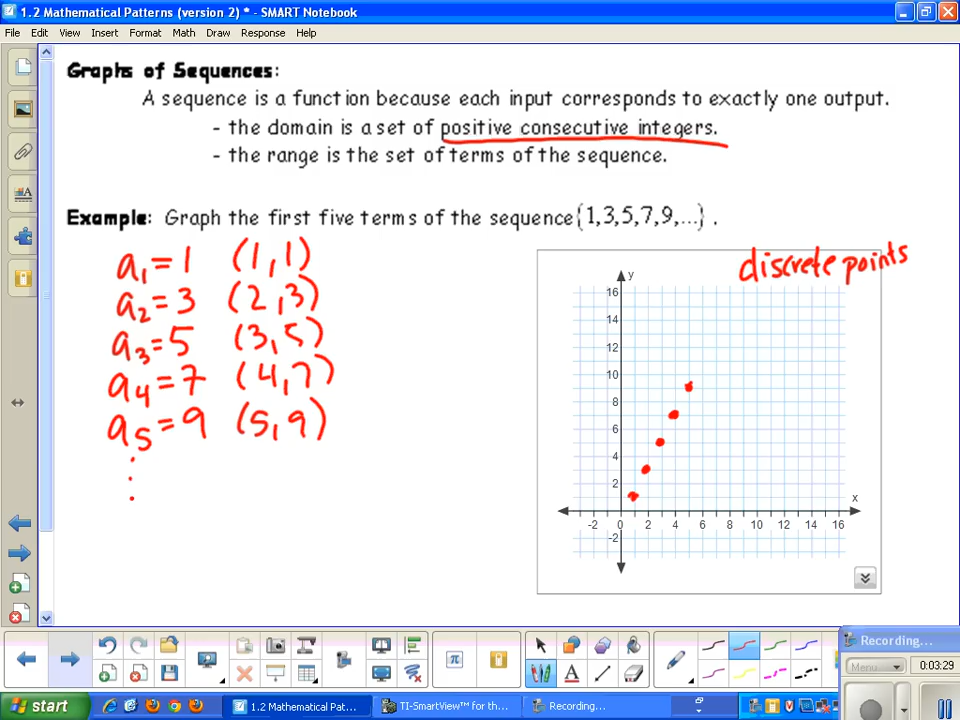 1.2 Mathematical Patterns (version 2) * - SMART Notebook
File Edit View Insert Format Math Draw Response Help
Graphs of Sequences:
A sequence is a function because each input corresponds to exactly one output.
- the domain is a set of positive consecutive integers.
- the range is the set of terms of the sequence.
Example: Graph the first five terms of the sequence {1,3,5,7,9,...} .
a₁ = 1 (1,1)
a₂ = 3 (2,3)
a₃ = 5 (3,5)
a₄ = 7 (4,7)
a₅ = 9 (5,9)
⋮
discrete points
y
16
14
12
10
8
6
4
2
x
-2 0 2 4 6 8 10 12 14 16
-2
π
A
Recording...
Menu
0:03:29
start
1.2 Mathematical Pat...
TI-SmartView™ for th...
Recording...